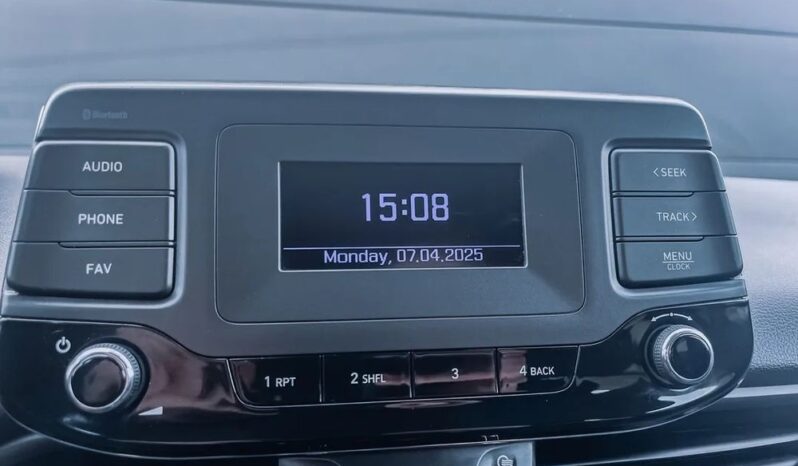 Bluetooth
AUDIO
PHONE
FAV
15:08
Monday, 07.04.2025
<SEEK
TRACK>
MENU
CLOCK
1 RPT
2 SHFL
3
4 BACK